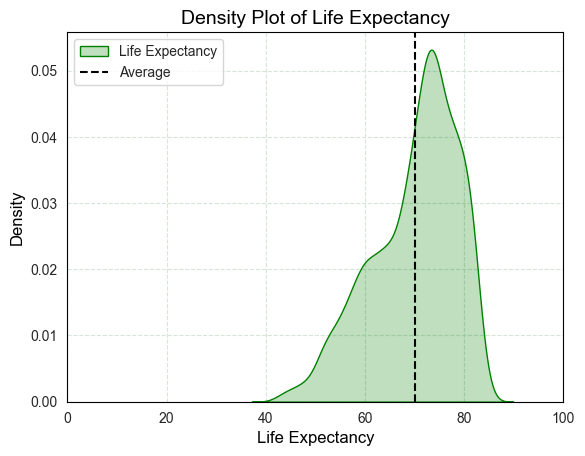 Density Plot of Life Expectancy
Life Expectancy
Average
0.05
0.04
0.03
0.02
0.01
0.00
Density
0 20 40 60 80 100
Life Expectancy